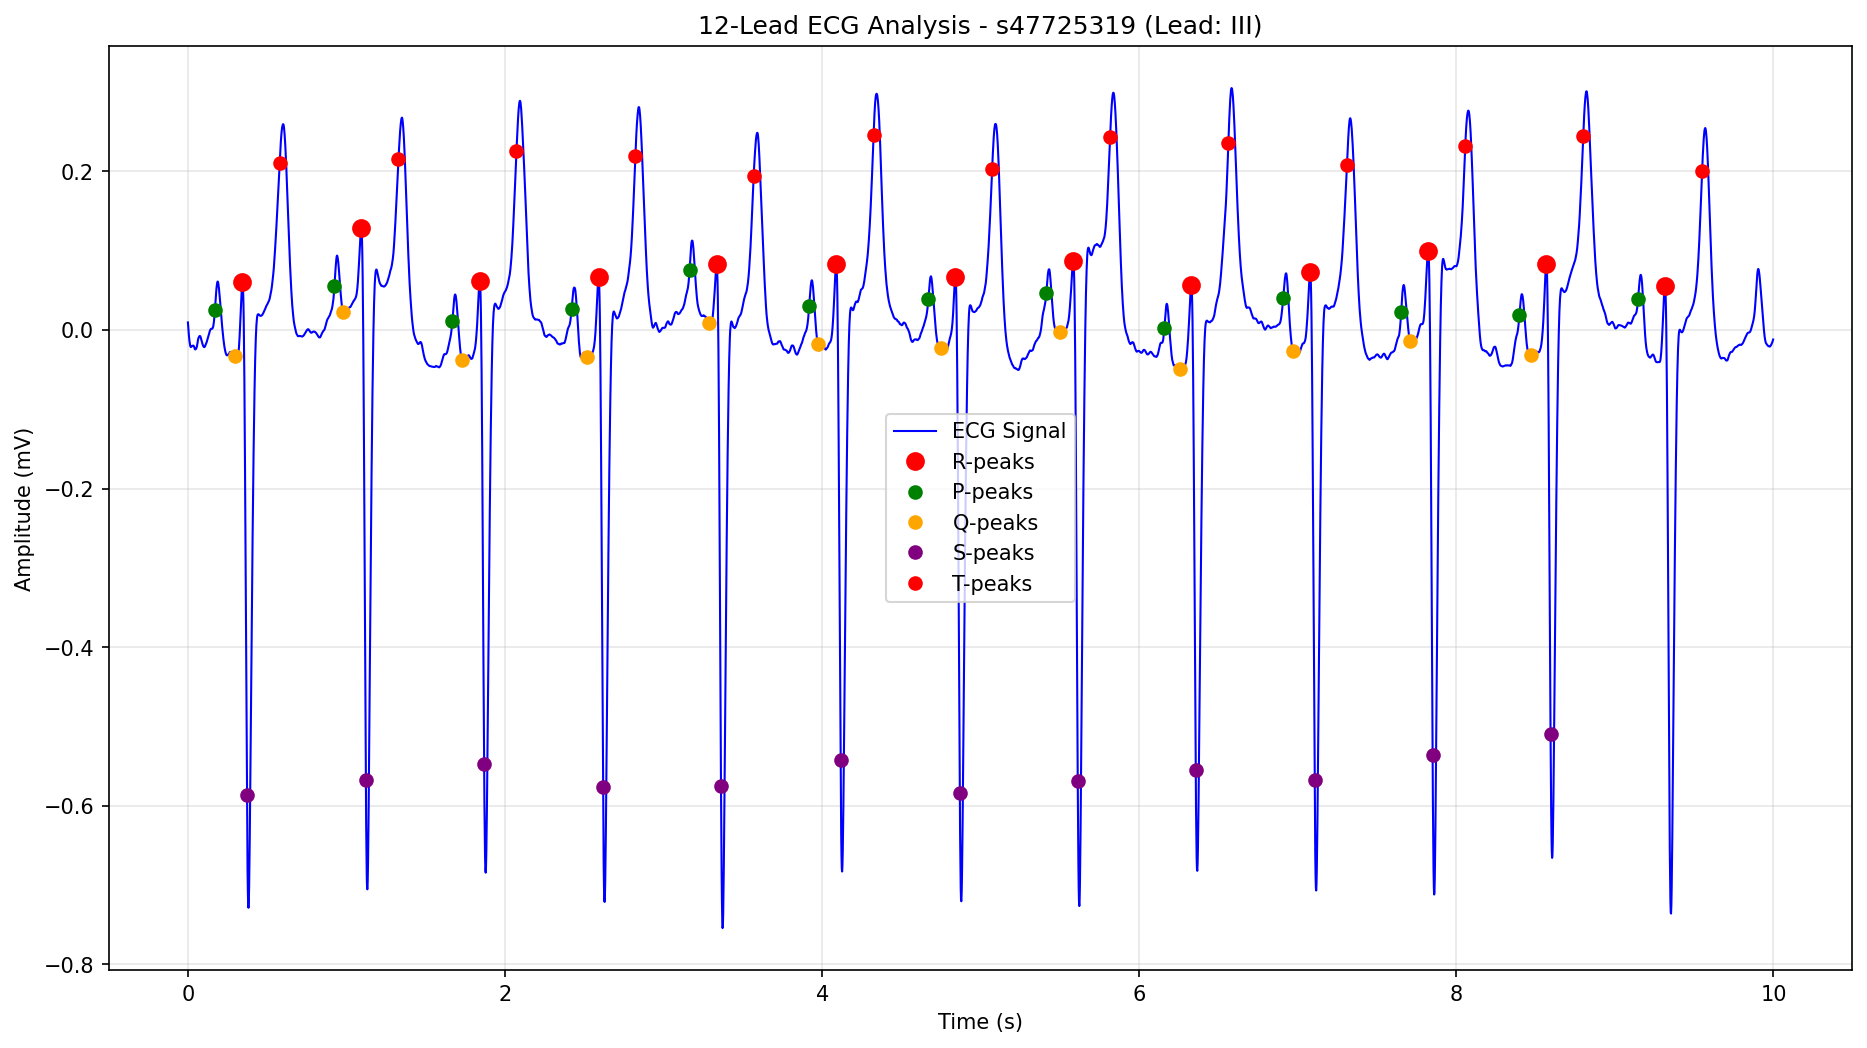 12-Lead ECG Analysis - s47725319 (Lead: III)
Amplitude (mV)
0.2
0.0
−0.2
−0.4
−0.6
−0.8
ECG Signal
R-peaks
P-peaks
Q-peaks
S-peaks
T-peaks
0 2 4 6 8 10
Time (s)